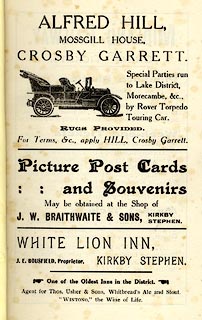 ALFRED HILL,
MOSSGILL HOUSE,
CROSBY GARRETT.
Special Parties run
to Lake District,
Morecambe, &c.,
by Rover Torpedo
Touring Car.
RUGS PROVIDED.
For Terms, &c., apply HILL, Crosby Garrett.
Picture Post Cards
: : and Souvenirs
May be obtained at the Shop of
J. W. BRAITHWAITE & SONS, KIRKBY
STEPHEN.
WHITE LION INN,
J. E. BOUSFIELD, Proprietor. KIRKBY STEPHEN.
One of the Oldest Inns in the District.
Agent for Thos. Usher & Sons, Whitbread's Ale and Stout.
"WINTONO," the Wine of Life.